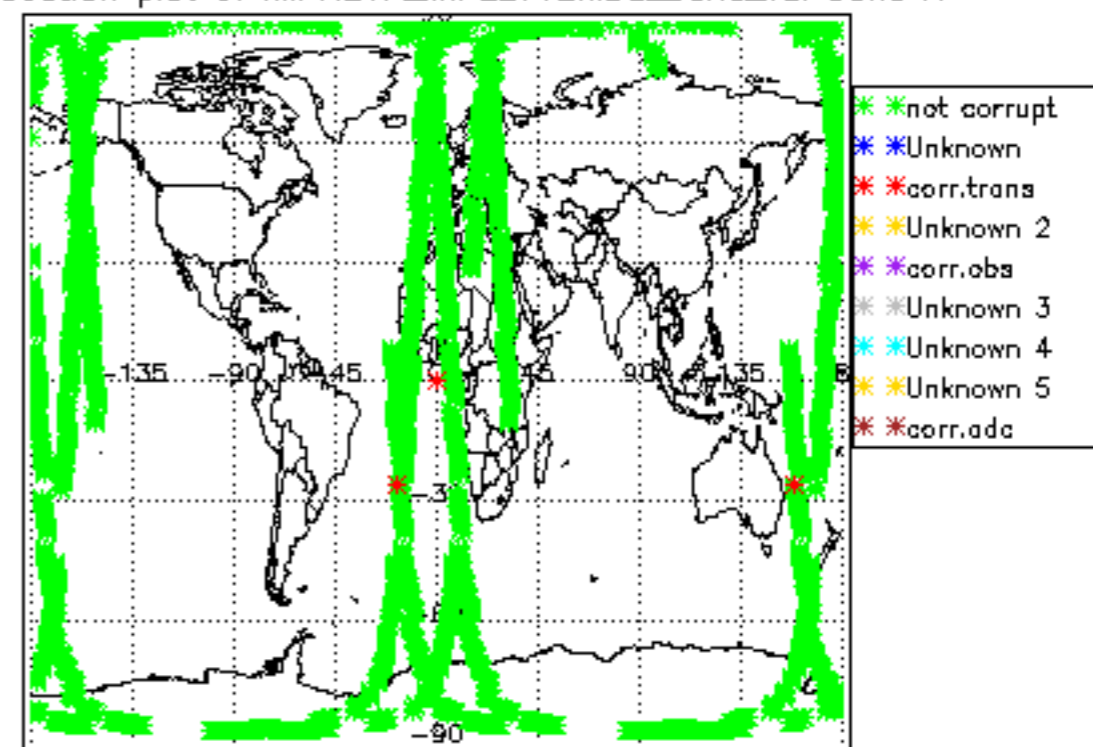 -135 -90 45 45 90 135
-3
-90
not corrupt
Unknown
corr.trans
Unknown 2
corr.obs
Unknown 3
Unknown 4
Unknown 5
corr.adc